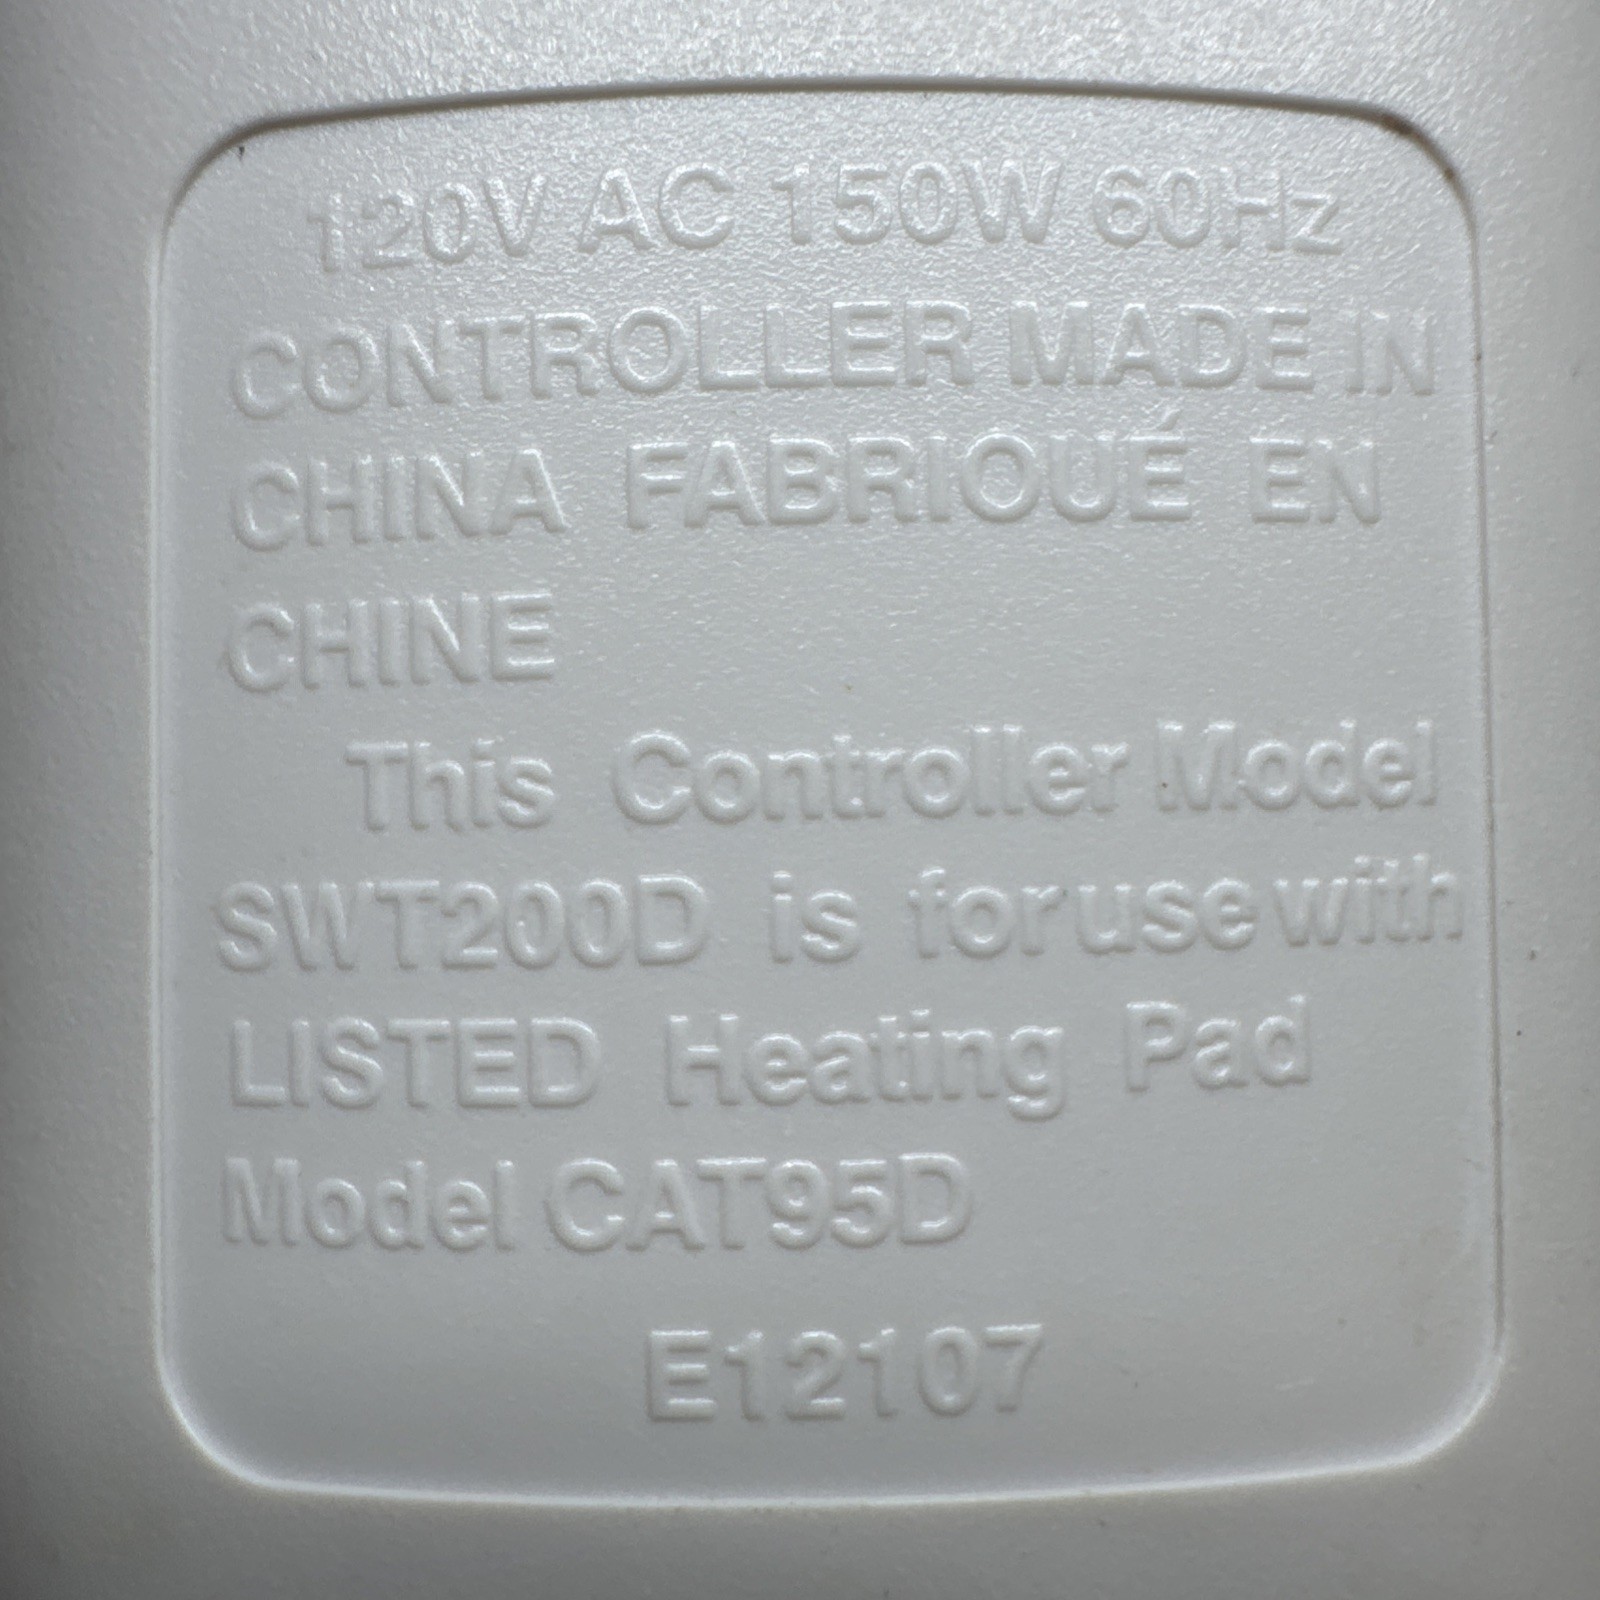 120V AC 150W 60Hz
CONTROLLER MADE IN
CHINA FABRIOUÉ EN
CHINE
This Controller Model
SWT200D is for use with
LISTED Heating Pad
Model CAT95D
E12107